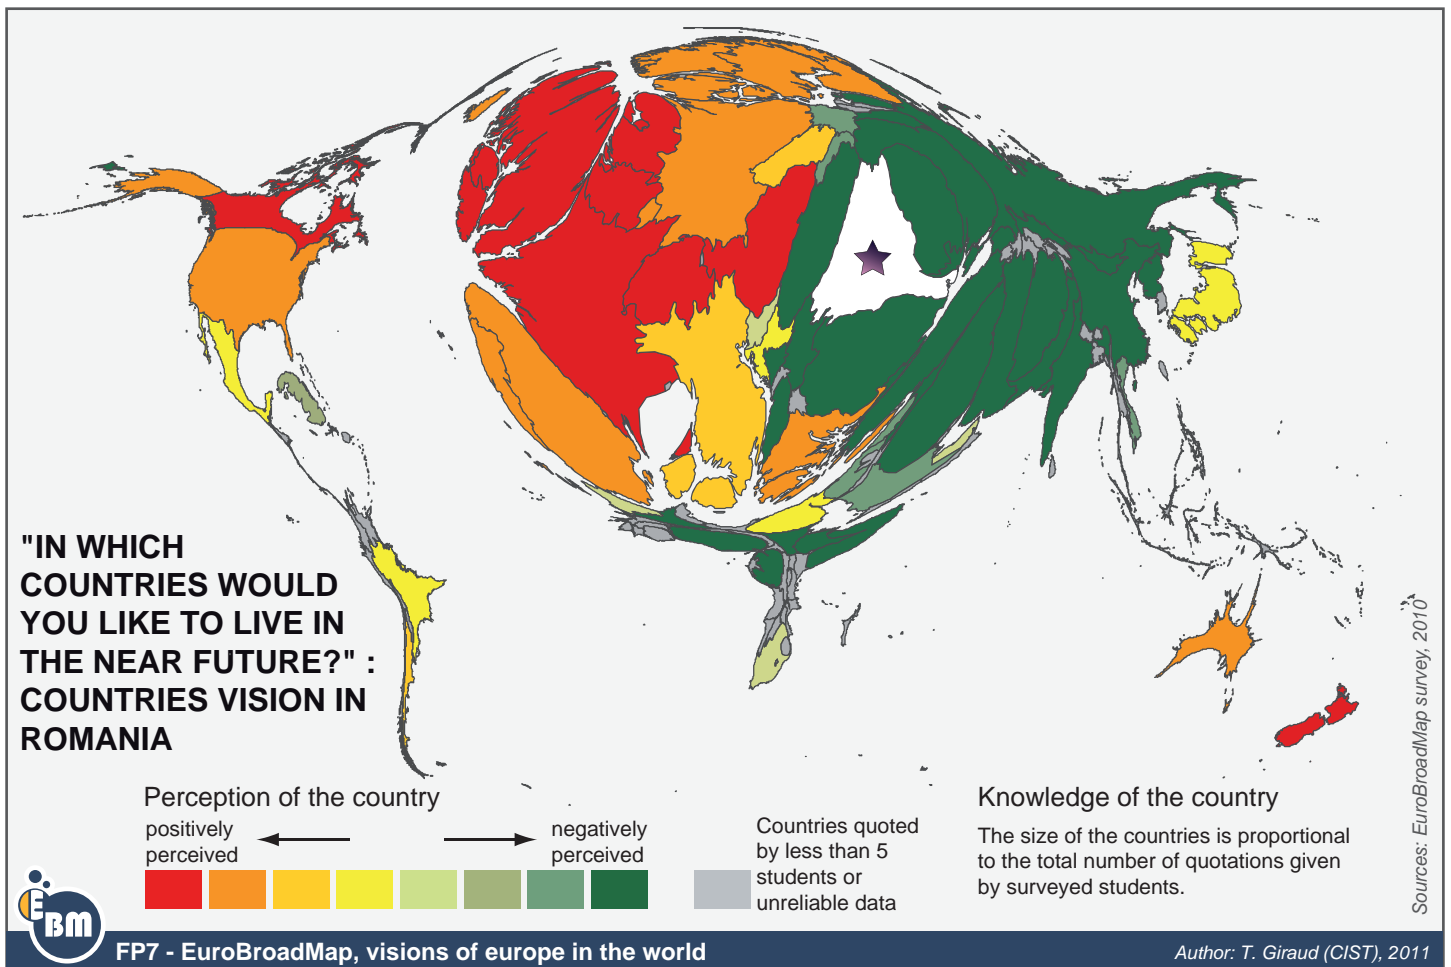 "IN WHICH
COUNTRIES WOULD
YOU LIKE TO LIVE IN
THE NEAR FUTURE?" :
COUNTRIES VISION IN
ROMANIA
Perception of the country
positively
perceived
negatively
perceived
Countries quoted
by less than 5
students or
unreliable data
Knowledge of the country
The size of the countries is proportional
to the total number of quotations given
by surveyed students.
Sources: EuroBroadMap survey, 2010
EBM
FP7 - EuroBroadMap, visions of europe in the world
Author: T. Giraud (CIST), 2011